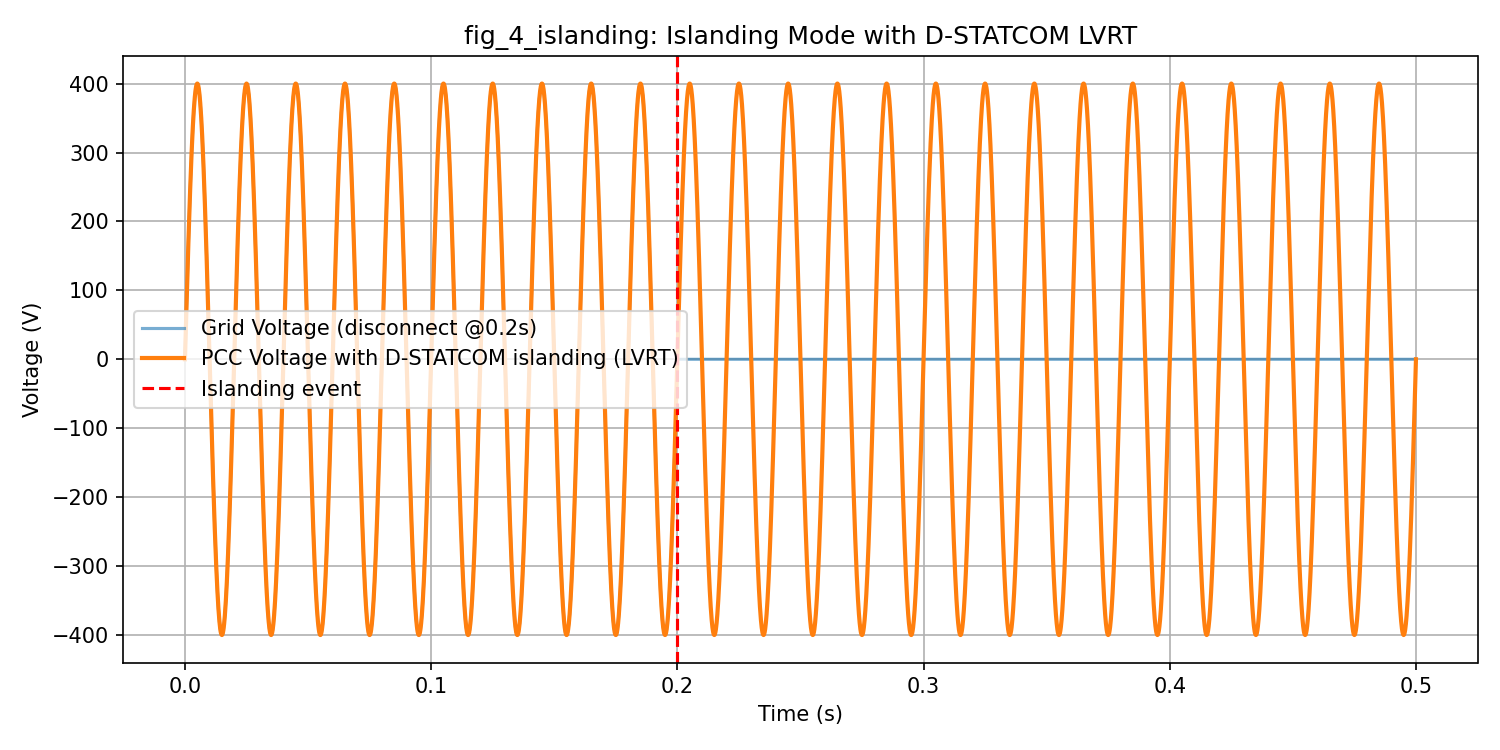 fig_4_islanding: Islanding Mode with D-STATCOM LVRT
Voltage (V)
400
300
200
100
0
−100
−200
−300
−400
Grid Voltage (disconnect @0.2s)
PCC Voltage with D-STATCOM islanding (LVRT)
Islanding event
0.0 0.1 0.2 0.3 0.4 0.5
Time (s)